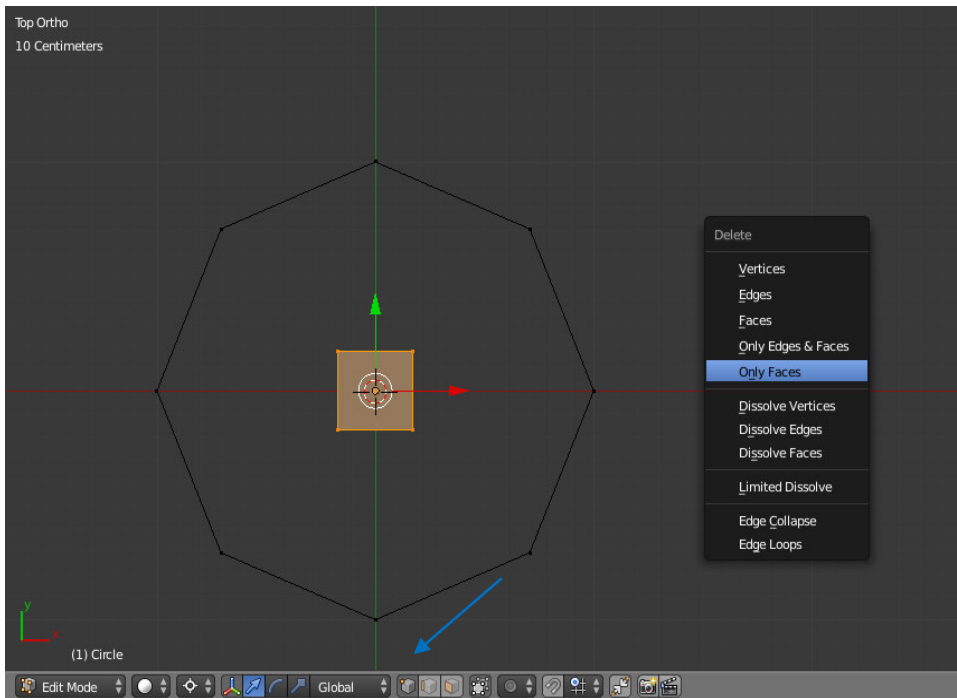 Top Ortho
10 Centimeters
Delete
Vertices
Edges
Faces
Only Edges & Faces
Only Faces
Dissolve Vertices
Dissolve Edges
Dissolve Faces
Limited Dissolve
Edge Collapse
Edge Loops
y
x
(1) Circle
Edit Mode
Global